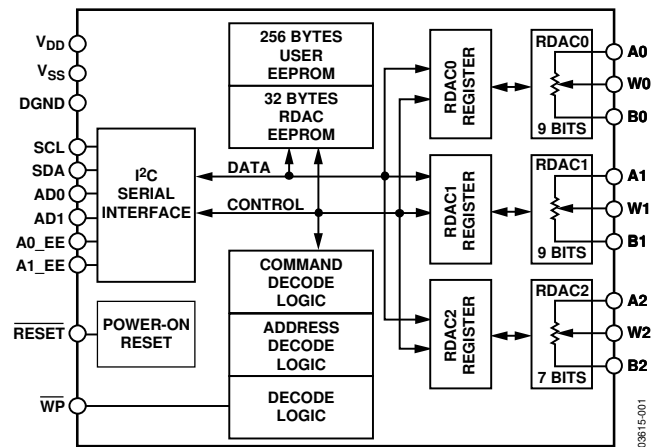 V_DD
V_SS
DGND
SCL
SDA
AD0
AD1
A0_EE
A1_EE
RESET
WP
I²C
SERIAL
INTERFACE
POWER-ON
RESET
256 BYTES
USER
EEPROM
32 BYTES
RDAC
EEPROM
DATA
CONTROL
COMMAND
DECODE
LOGIC
ADDRESS
DECODE
LOGIC
DECODE
LOGIC
RDAC0
REGISTER
RDAC1
REGISTER
RDAC2
REGISTER
RDAC0
9 BITS
RDAC1
9 BITS
RDAC2
7 BITS
A0
W0
B0
A1
W1
B1
A2
W2
B2
03615-001